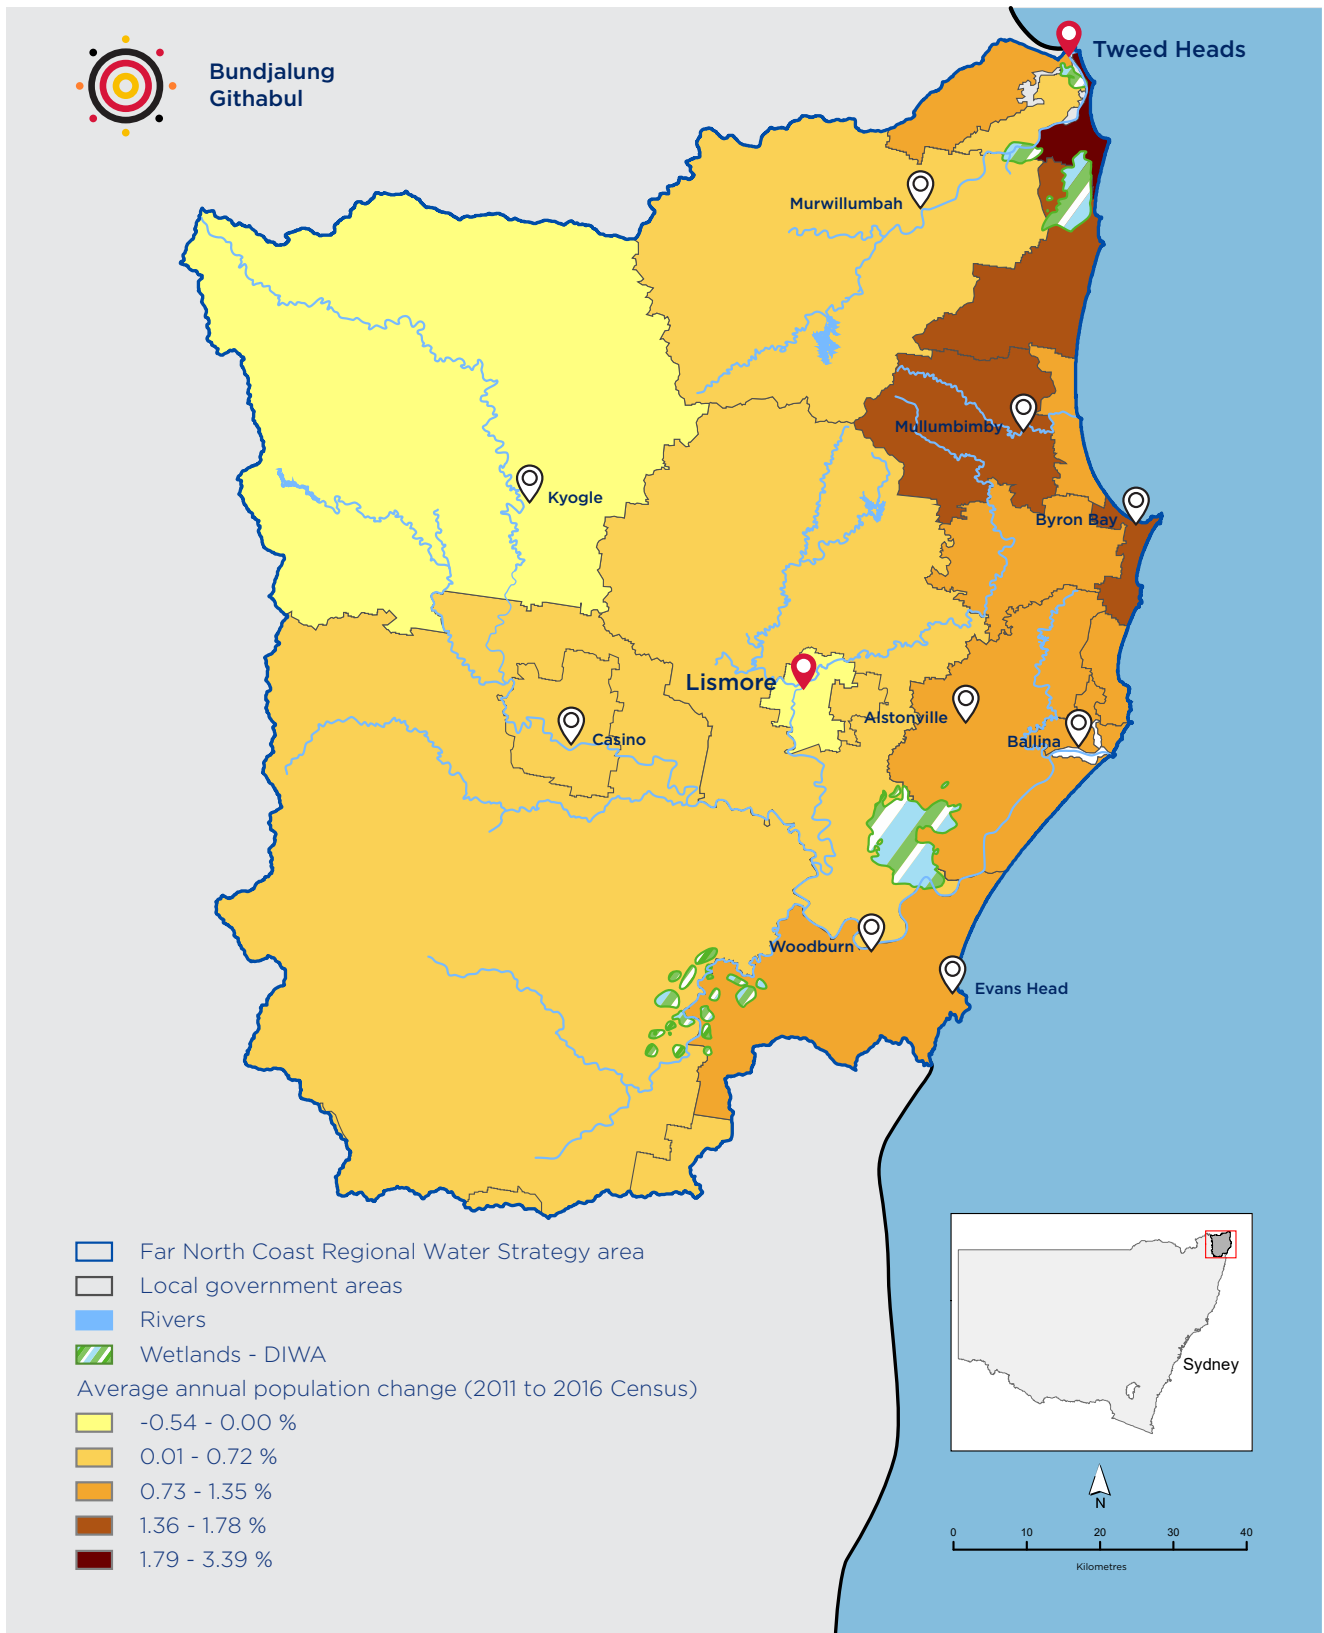 Bundjalung
Githabul
Tweed Heads
Murwillumbah
Mullumbimby
Kyogle
Byron Bay
Lismore
Alstonville
Casino
Ballina
Woodburn
Evans Head
Far North Coast Regional Water Strategy area
Local government areas
Rivers
Wetlands - DIWA
Average annual population change (2011 to 2016 Census)
-0.54 - 0.00 %
0.01 - 0.72 %
0.73 - 1.35 %
1.36 - 1.78 %
1.79 - 3.39 %
Sydney
N
0 10 20 30 40
Kilometres